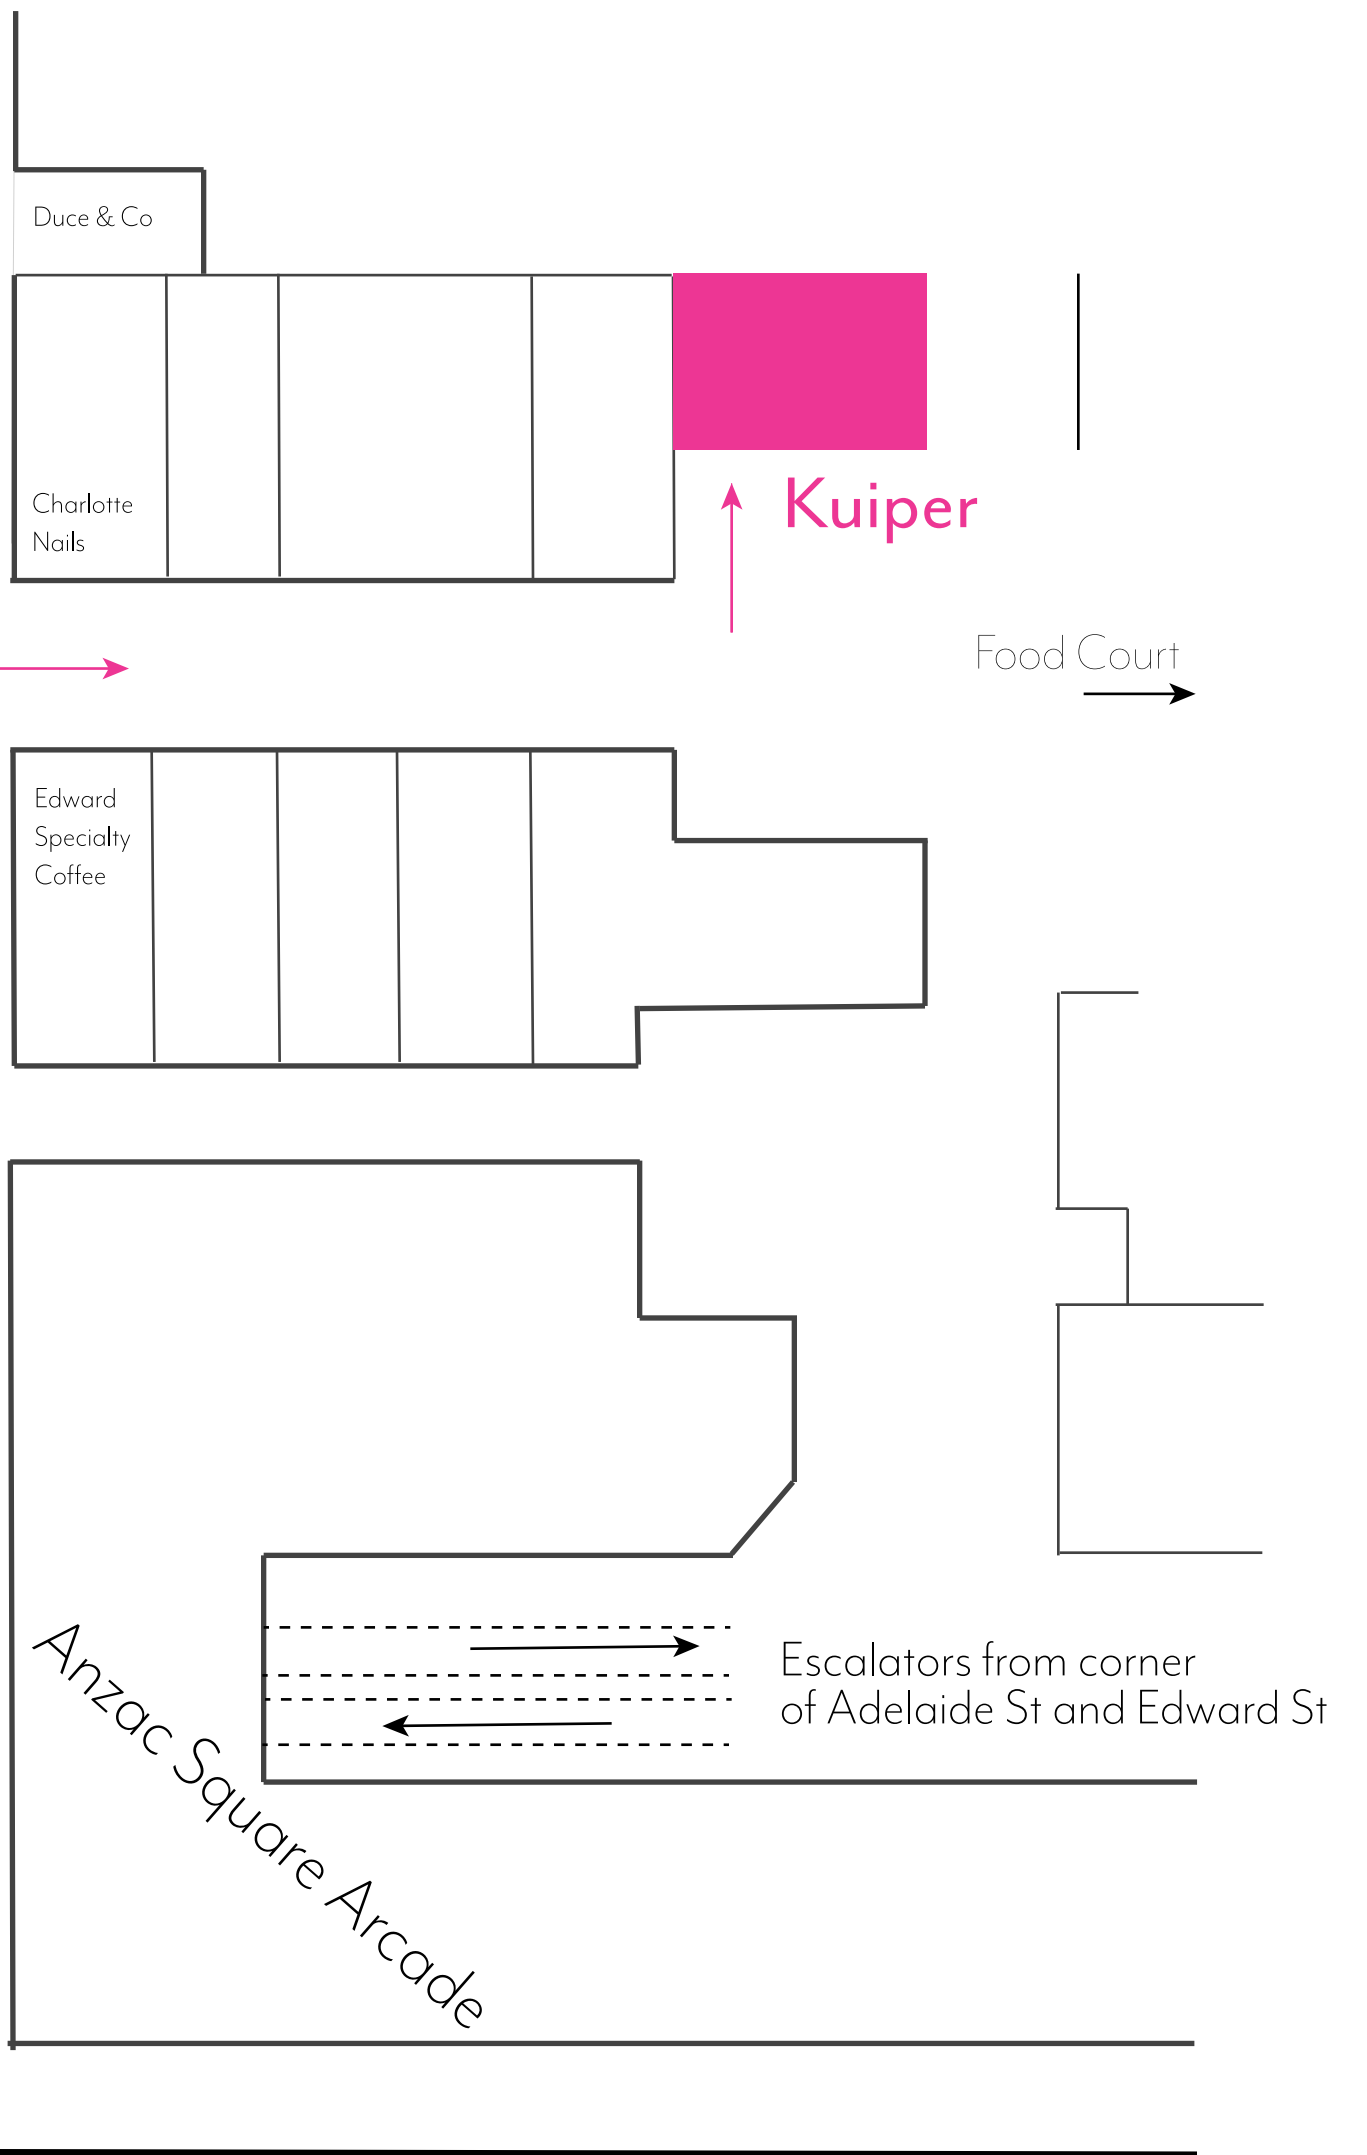 Duce & Co
Charlotte
Nails
Kuiper
Food Court
Edward
Specialty
Coffee
Escalators from corner
of Adelaide St and Edward St
Anzac Square Arcade